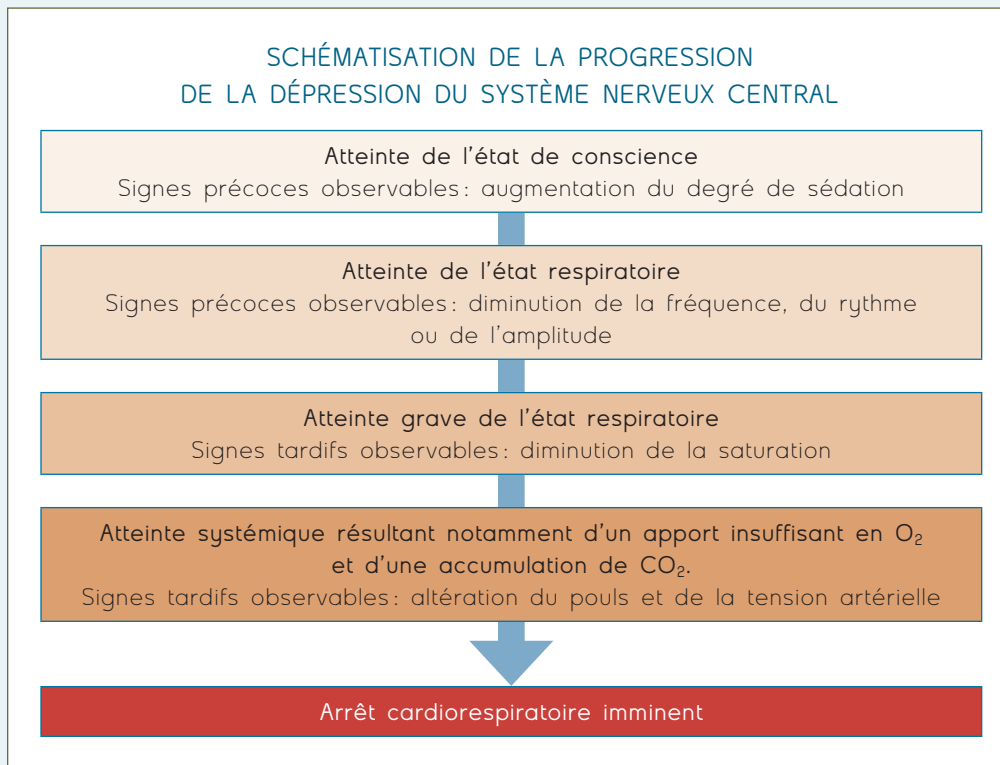 SCHÉMATISATION DE LA PROGRESSION
DE LA DÉPRESSION DU SYSTÈME NERVEUX CENTRAL
Atteinte de l'état de conscience
Signes précoces observables : augmentation du degré de sédation
Atteinte de l'état respiratoire
Signes précoces observables : diminution de la fréquence, du rythme
ou de l'amplitude
Atteinte grave de l'état respiratoire
Signes tardifs observables : diminution de la saturation
Atteinte systémique résultant notamment d'un apport insuffisant en O₂
et d'une accumulation de CO₂.
Signes tardifs observables : altération du pouls et de la tension artérielle
Arrêt cardiorespiratoire imminent